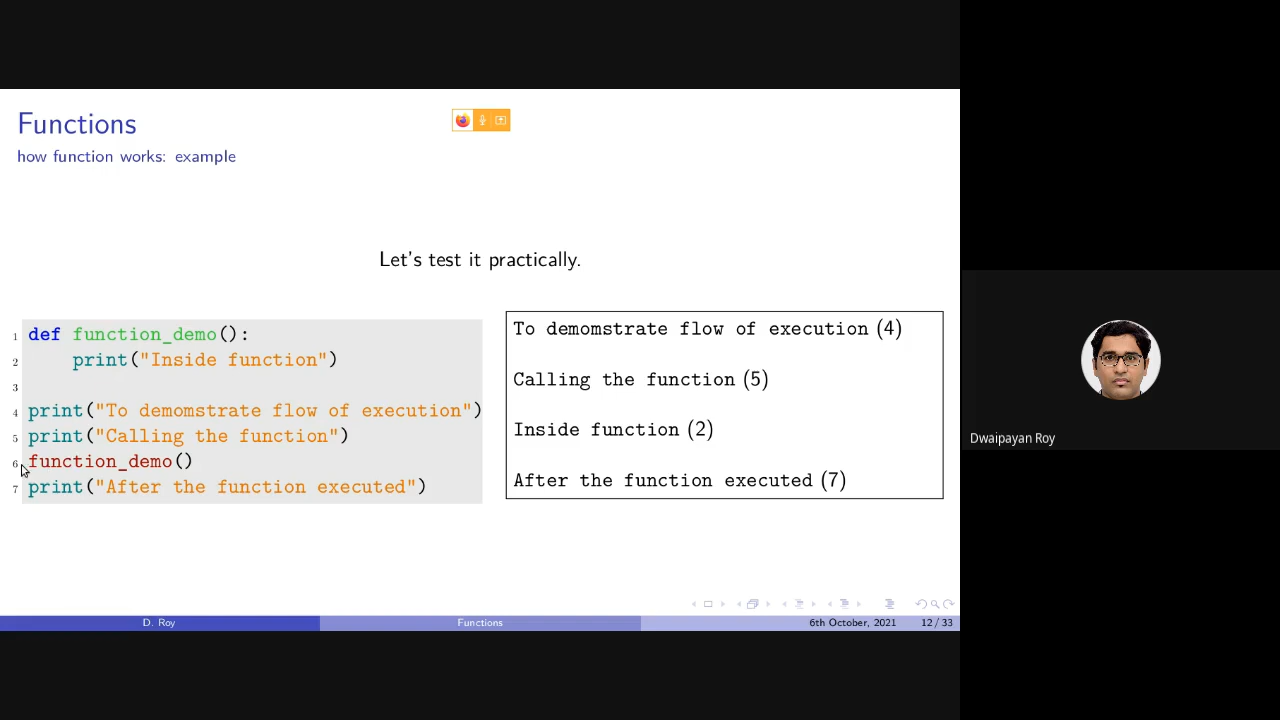 Functions
how function works: example
Let's test it practically.
1 def function_demo():
2 print("Inside function")
3
4 print("To demomstrate flow of execution")
5 print("Calling the function")
6 function_demo()
7 print("After the function executed")
To demomstrate flow of execution (4)
Calling the function (5)
Inside function (2)
After the function executed (7)
Dwaipayan Roy
D. Roy
Functions
6th October, 2021
12 / 33